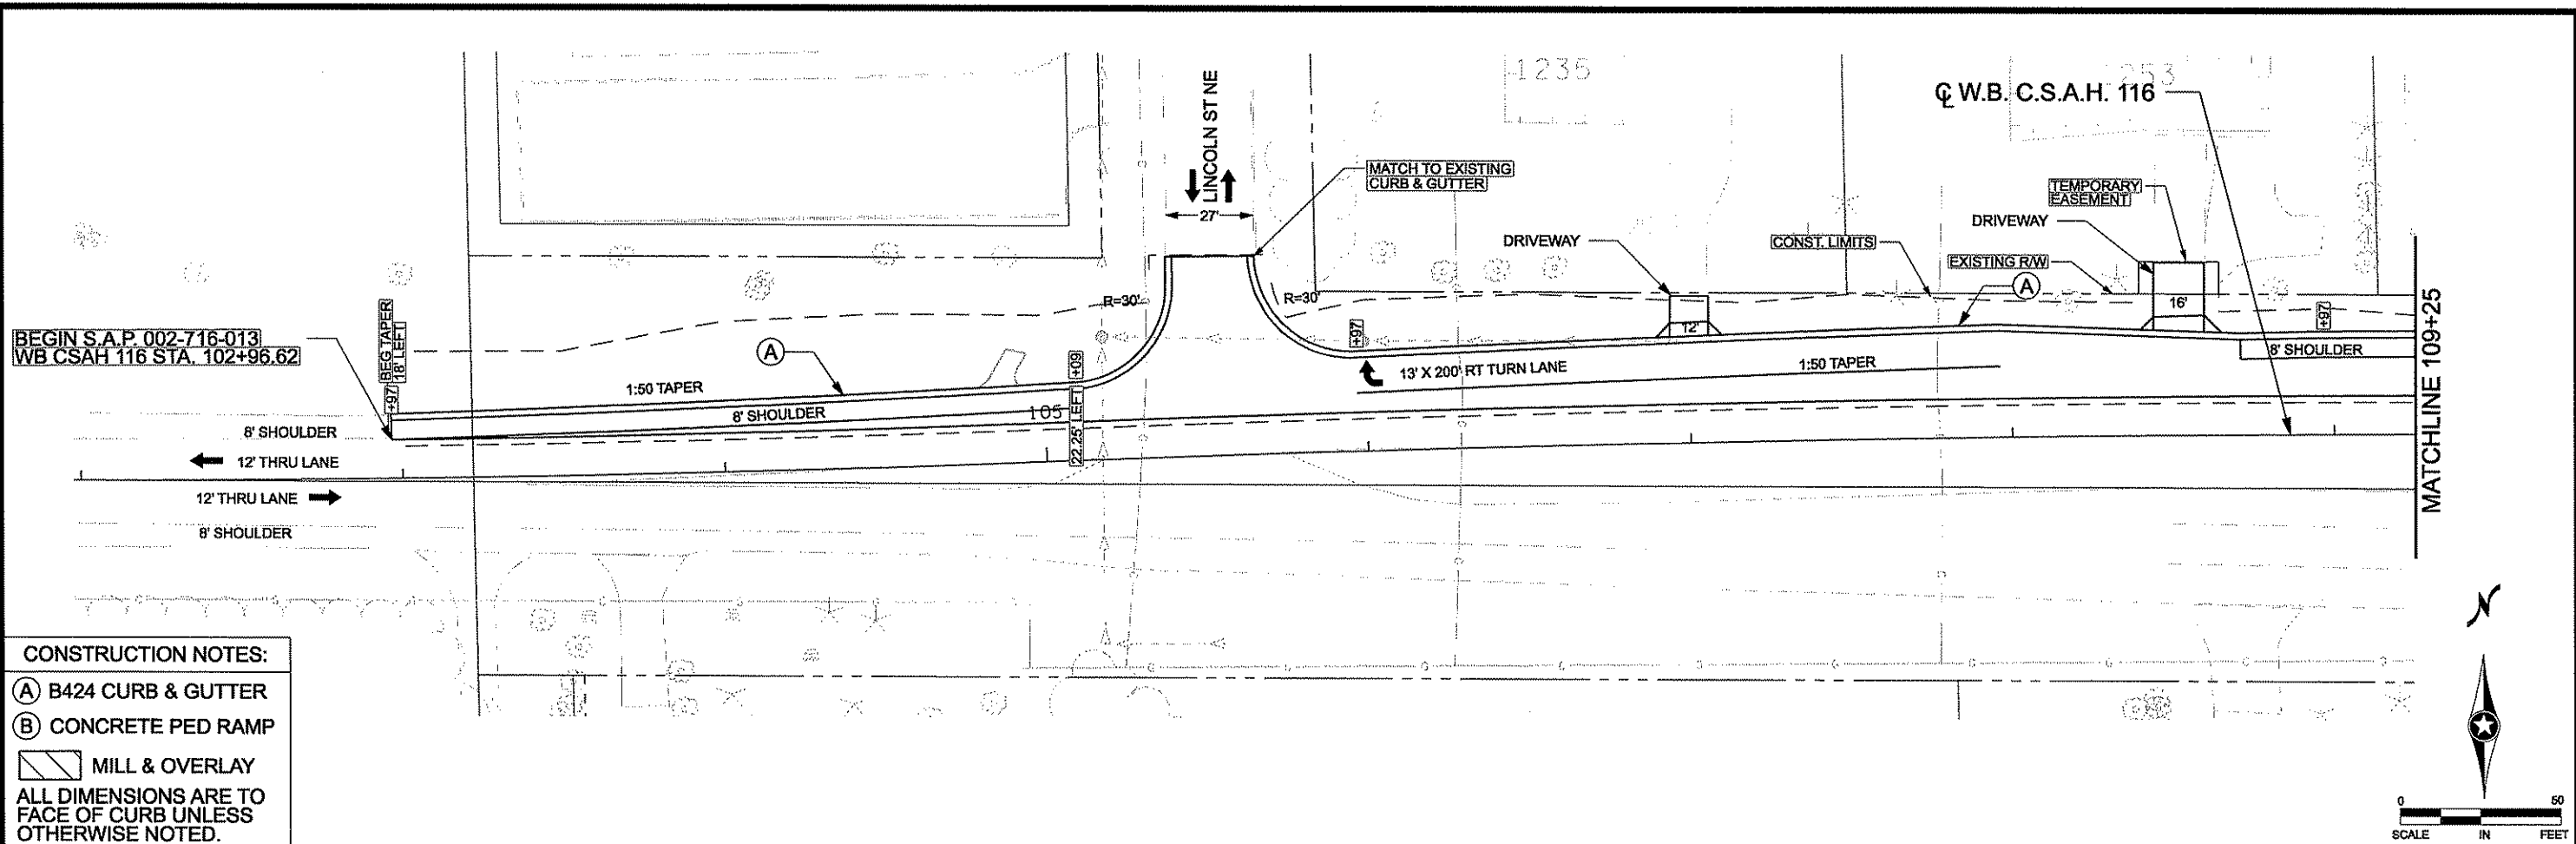 1235
1253
℄ W.B. C.S.A.H. 116
LINCOLN ST NE
27'
MATCH TO EXISTING
CURB & GUTTER
TEMPORARY
EASEMENT
DRIVEWAY
DRIVEWAY
CONST. LIMITS
EXISTING R/W
A
R=30'
R=30'
12'
16'
+97
+97
BEGIN S.A.P. 002-716-013
WB CSAH 116 STA. 102+96.62
BEG TAPER
18' LEFT
+97
A
1:50 TAPER
8' SHOULDER
105
+09
22.25' LEFT
13' X 200' RT TURN LANE
1:50 TAPER
8' SHOULDER
MATCHLINE 109+25
8' SHOULDER
12' THRU LANE
12' THRU LANE
8' SHOULDER
CONSTRUCTION NOTES:
A B424 CURB & GUTTER
B CONCRETE PED RAMP
MILL & OVERLAY
ALL DIMENSIONS ARE TO
FACE OF CURB UNLESS
OTHERWISE NOTED.
N
0 50
SCALE IN FEET